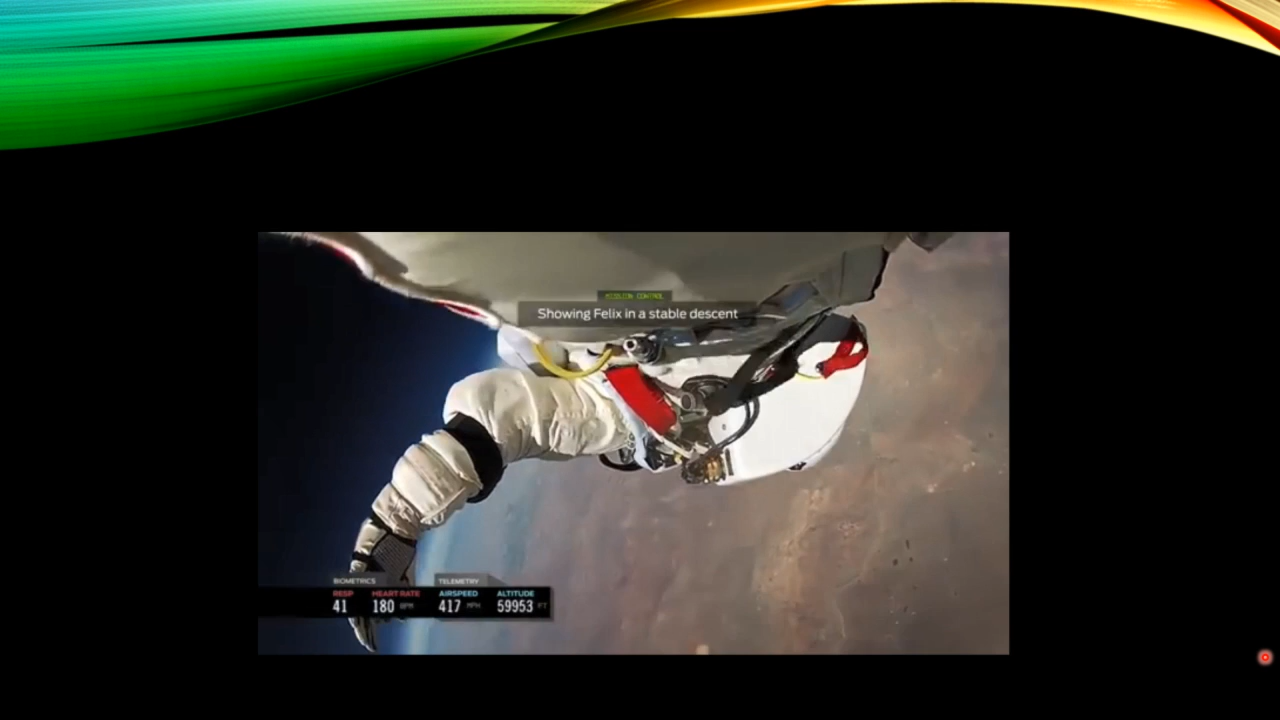 MISSION CONTROL
Showing Felix in a stable descent
BIOMETRICS TELEMETRY
RESP HEART RATE AIRSPEED ALTITUDE
41 180 BPM 417 MPH 59953 FT